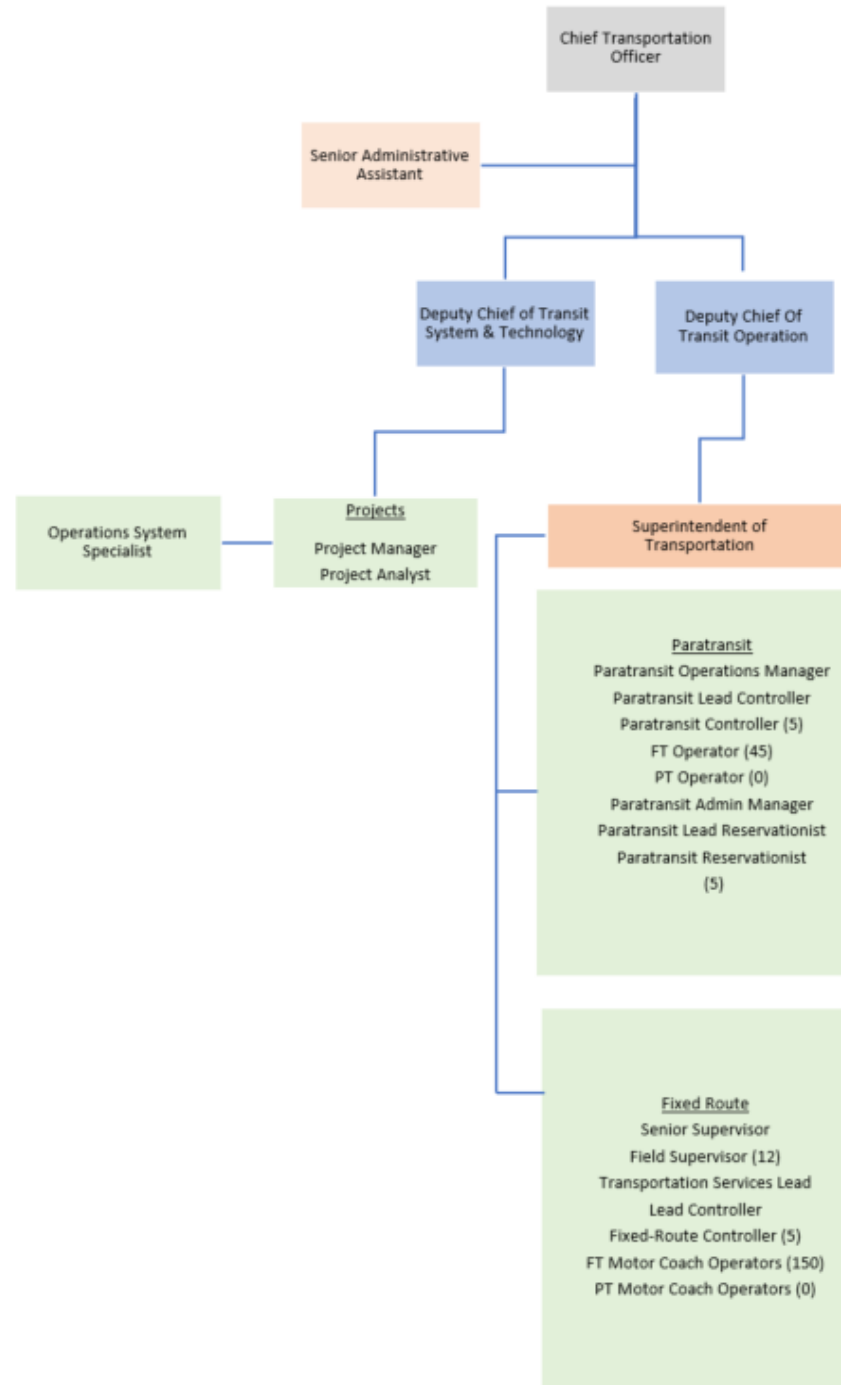 Chief Transportation
Officer
Senior Administrative
Assistant
Deputy Chief of Transit
System & Technology
Deputy Chief Of
Transit Operation
Operations System
Specialist
Projects
Project Manager
Project Analyst
Superintendent of
Transportation
Paratransit
Paratransit Operations Manager
Paratransit Lead Controller
Paratransit Controller (5)
FT Operator (45)
PT Operator (0)
Paratransit Admin Manager
Paratransit Lead Reservationist
Paratransit Reservationist
(5)
Fixed Route
Senior Supervisor
Field Supervisor (12)
Transportation Services Lead
Lead Controller
Fixed-Route Controller (5)
FT Motor Coach Operators (150)
PT Motor Coach Operators (0)